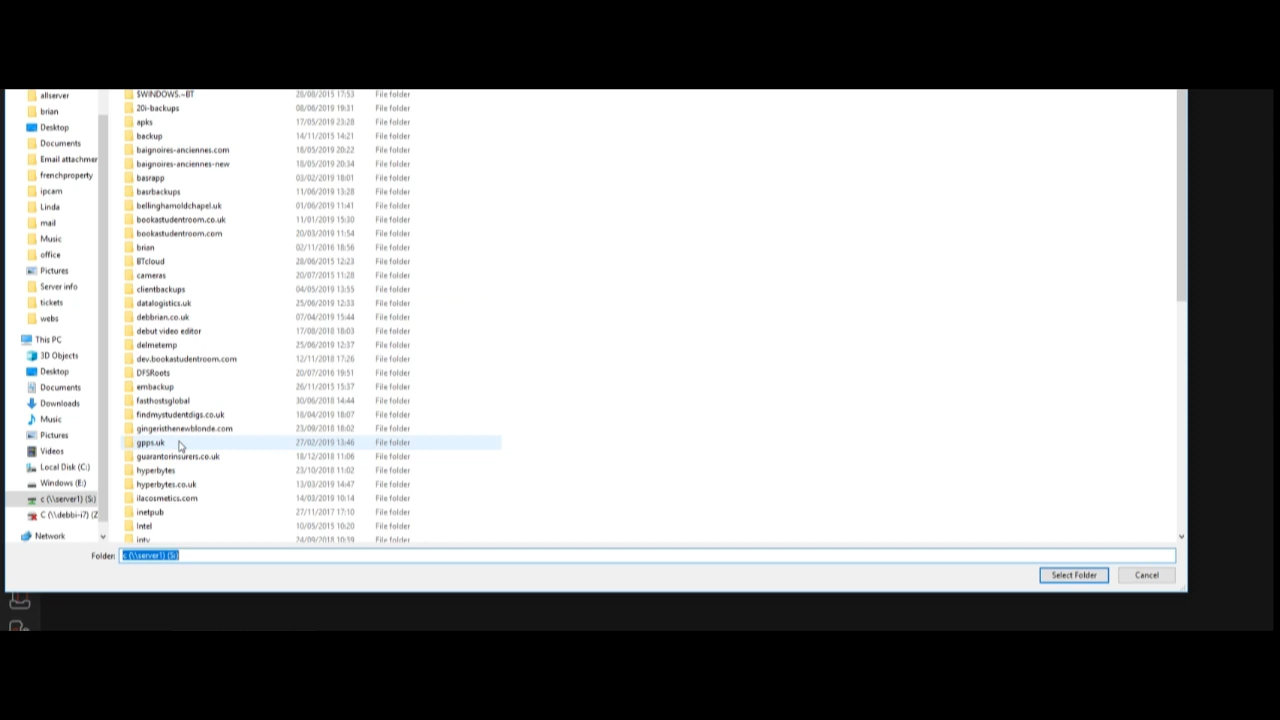 allserver
brian
Desktop
Documents
Email attachmer
frenchproperty
ipcam
Linda
mail
Music
office
Pictures
Server info
tickets
webs
This PC
3D Objects
Desktop
Documents
Downloads
Music
Pictures
Videos
Local Disk (C:)
Windows (E:)
c (\\server1) (S:)
C (\\debbi-i7) (Z
Network
$WINDOWS.~BT 28/08/2015 17:53 File folder
20i-backups 08/06/2019 19:31 File folder
apks 17/05/2019 23:28 File folder
backup 14/11/2015 14:21 File folder
baignoires-anciennes.com 18/05/2019 20:22 File folder
baignoires-anciennes-new 18/05/2019 20:34 File folder
basrapp 03/02/2019 18:01 File folder
basrbackups 11/06/2019 13:28 File folder
bellinghamoldchapel.uk 01/06/2019 11:41 File folder
bookastudentroom.co.uk 11/01/2019 15:30 File folder
bookastudentroom.com 20/03/2019 11:54 File folder
brian 02/11/2016 18:56 File folder
BTcloud 28/06/2015 12:23 File folder
cameras 20/07/2015 11:28 File folder
clientbackups 04/05/2019 13:55 File folder
datalogistics.uk 25/06/2019 12:33 File folder
debbrian.co.uk 07/04/2019 15:44 File folder
debut video editor 17/08/2018 18:03 File folder
delmetemp 25/06/2019 12:37 File folder
dev.bookastudentroom.com 12/11/2018 17:26 File folder
DFSRoots 20/07/2016 19:51 File folder
embackup 26/11/2015 15:37 File folder
fasthostsglobal 30/06/2018 14:44 File folder
findmystudentdigs.co.uk 18/04/2019 18:07 File folder
gingeristhenewblonde.com 23/09/2018 18:02 File folder
gpps.uk 27/02/2019 13:46 File folder
guarantorinsurers.co.uk 18/12/2018 11:06 File folder
hyperbytes 23/10/2018 11:02 File folder
hyperbytes.co.uk 13/03/2019 14:47 File folder
ilacosmetics.com 14/03/2019 10:14 File folder
inetpub 27/11/2017 17:10 File folder
Intel 10/05/2015 10:20 File folder
24/09/2018 10:39 File folder
Folder: c (\\server1) (S:)
Select Folder Cancel